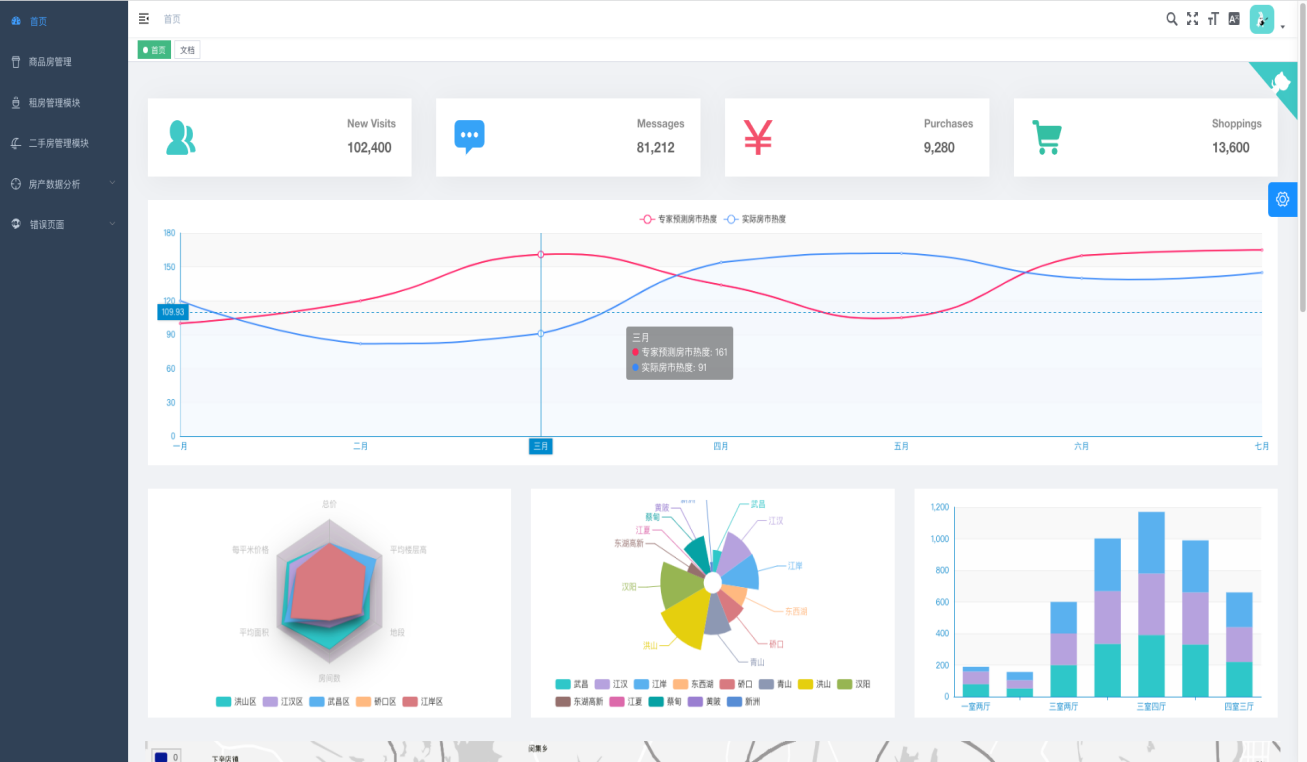 首页
商品房管理
租房管理模块
二手房管理模块
房产数据分析
错误页面
首页
首页
文档
New Visits
102,400
Messages
81,212
Purchases
9,280
Shoppings
13,600
专家预测房市热度 实际房市热度
180
150
120
109.93
90
60
30
0
三月
专家预测房市热度: 161
实际房市热度: 91
一月 二月 三月 四月 五月 六月 七月
总价
每平米价格 平均楼层高
平均面积 地段
房间数
洪山区 江汉区 武昌区 硚口区 江岸区
武昌
黄陂
蔡甸 江汉
江夏
东湖高新
江岸
汉阳
东西湖
洪山 硚口
青山
武昌 江汉 江岸 东西湖 硚口 青山 洪山 汉阳
东湖高新 江夏 蔡甸 黄陂 新洲
1,200
1,000
800
600
400
200
0
一室两厅 三室两厅 三室四厅 四室三厅
0
下辛店镇
闵集乡